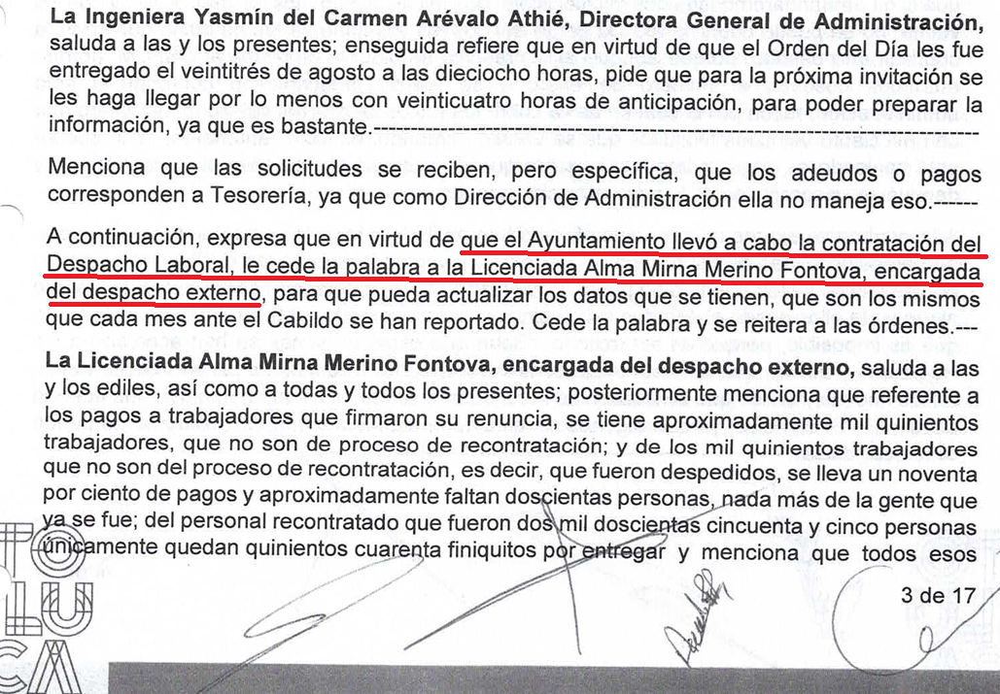 La Ingeniera Yasmín del Carmen Arévalo Athié, Directora General de Administración,
saluda a las y los presentes; enseguida refiere que en virtud de que el Orden del Día les fue
entregado el veintitrés de agosto a las dieciocho horas, pide que para la próxima invitación se
les haga llegar por lo menos con veinticuatro horas de anticipación, para poder preparar la
información, ya que es bastante.------------------------------------------------------------------------
Menciona que las solicitudes se reciben, pero específica, que los adeudos o pagos
corresponden a Tesorería, ya que como Dirección de Administración ella no maneja eso.------
A continuación, expresa que en virtud de que el Ayuntamiento llevó a cabo la contratación del
Despacho Laboral, le cede la palabra a la Licenciada Alma Mirna Merino Fontova, encargada
del despacho externo, para que pueda actualizar los datos que se tienen, que son los mismos
que cada mes ante el Cabildo se han reportado. Cede la palabra y se reitera a las órdenes.---
La Licenciada Alma Mirna Merino Fontova, encargada del despacho externo, saluda a las
y los ediles, así como a todas y todos los presentes; posteriormente menciona que referente a
los pagos a trabajadores que firmaron su renuncia, se tiene aproximadamente mil quinientos
trabajadores, que no son de proceso de recontratación; y de los mil quinientos trabajadores
que no son del proceso de recontratación, es decir, que fueron despedidos, se lleva un noventa
por ciento de pagos y aproximadamente faltan doscientas personas, nada más de la gente que
ya se fue; del personal recontratado que fueron dos mil doscientas cincuenta y cinco personas
únicamente quedan quinientos cuarenta finiquitos por entregar y menciona que todos esos
TO
LU
CA
3 de 17